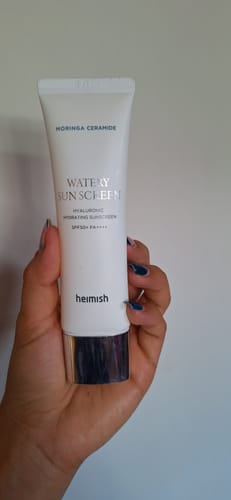 MORINGA CERAMIDE
WATERY
SUN SCREEN
HYALURONIC
HYDRATING SUNSCREEN
SPF50+ PA++++
heimish